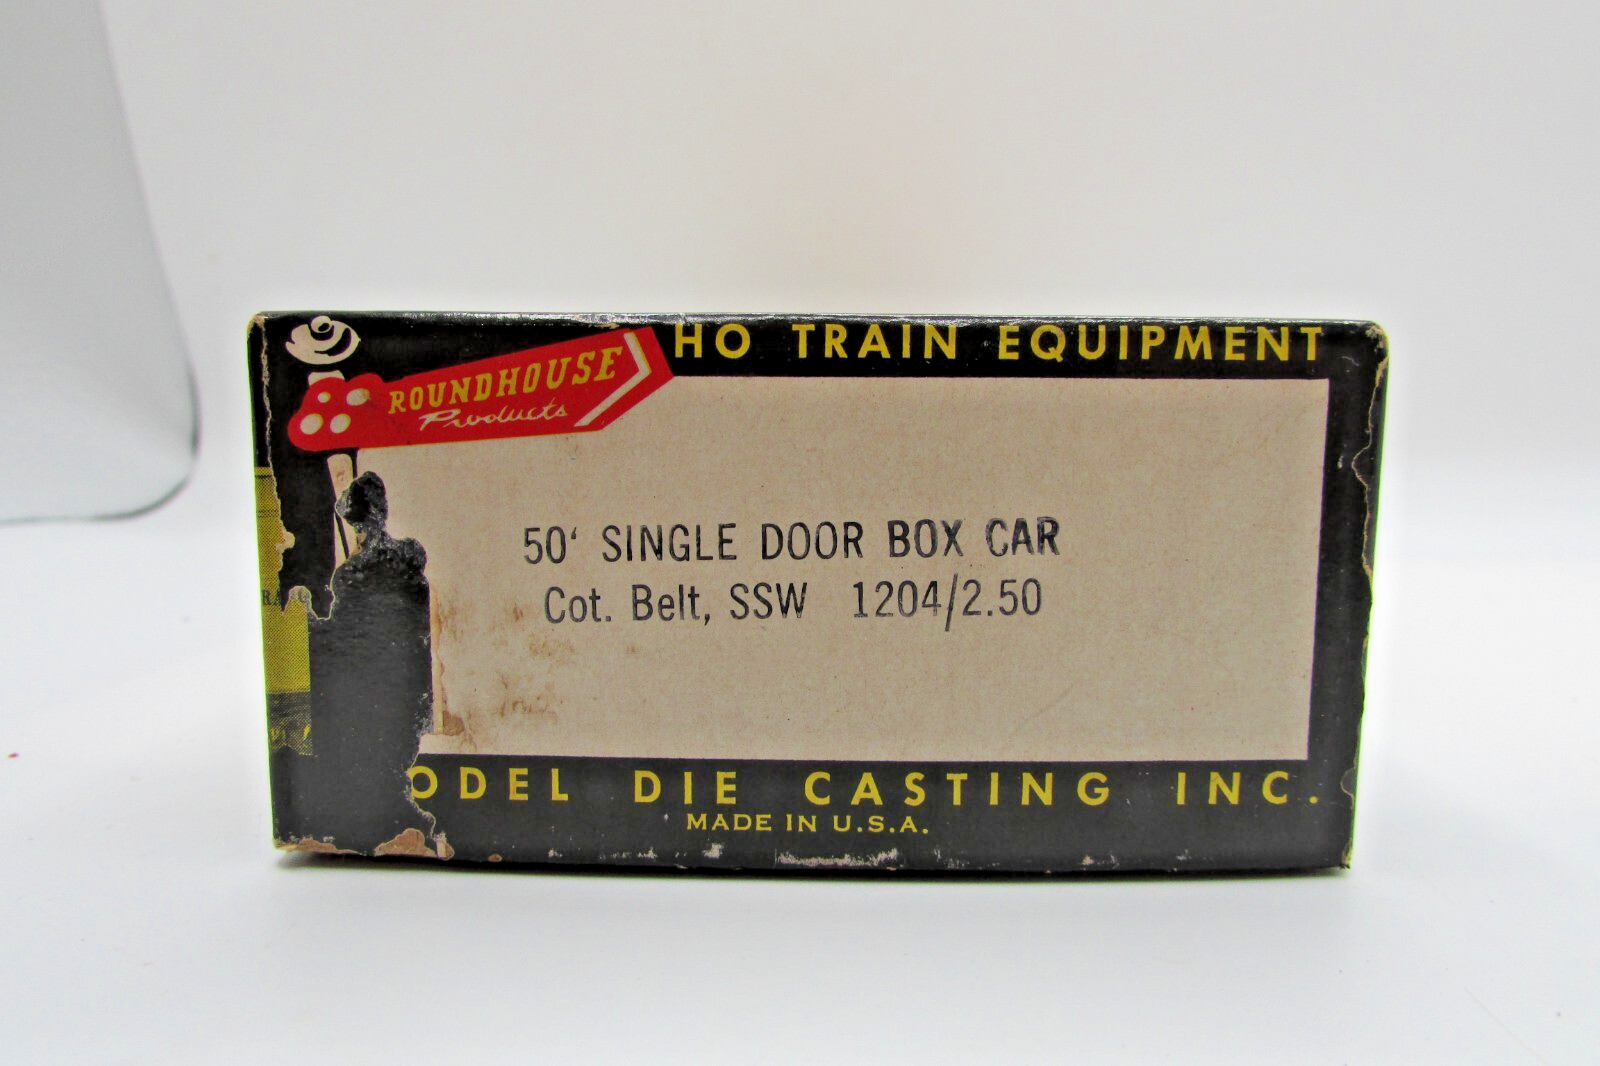 HO TRAIN EQUIPMENT
ROUNDHOUSE
Products
50' SINGLE DOOR BOX CAR
Cot. Belt, SSW 1204/2.50
ODEL DIE CASTING INC.
MADE IN U.S.A.